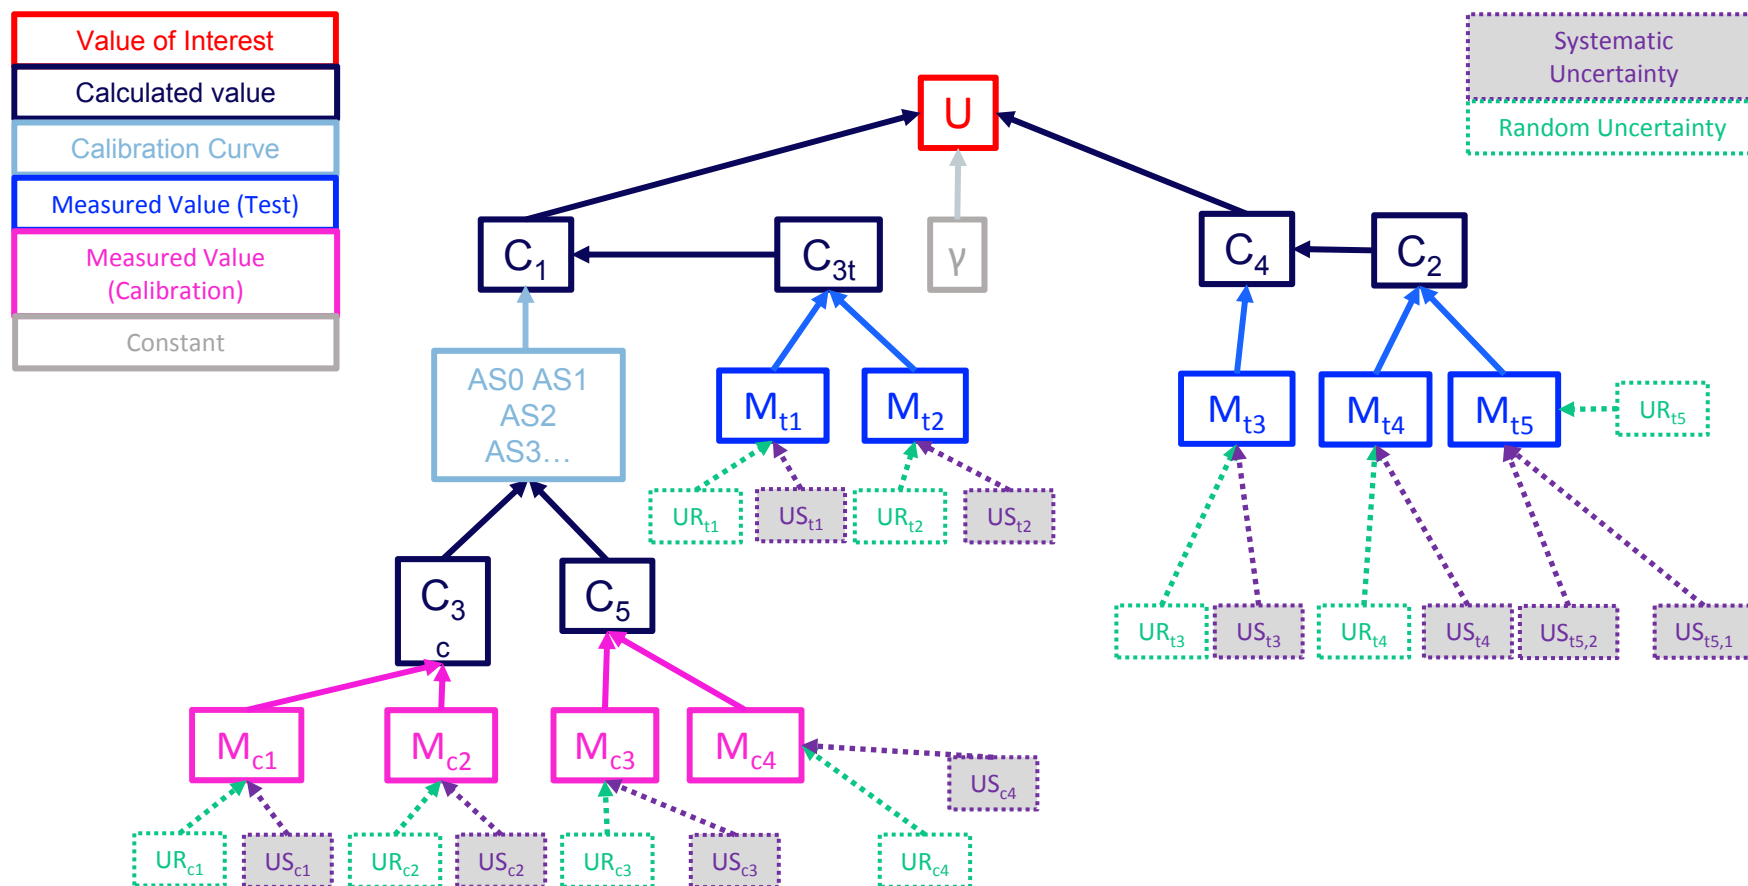 Value of Interest
Calculated value
Calibration Curve
Measured Value (Test)
Measured Value
(Calibration)
Constant
Systematic
Uncertainty
Random Uncertainty
U
C1
C3t
γ
C4
C2
AS0 AS1
AS2
AS3...
Mt1
Mt2
Mt3
Mt4
Mt5
URt5
URt1
USt1
URt2
USt2
C3
c
C5
URt3
USt3
URt4
USt4
USt5,2
USt5,1
Mc1
Mc2
Mc3
Mc4
USc4
URc1
USc1
URc2
USc2
URc3
USc3
URc4